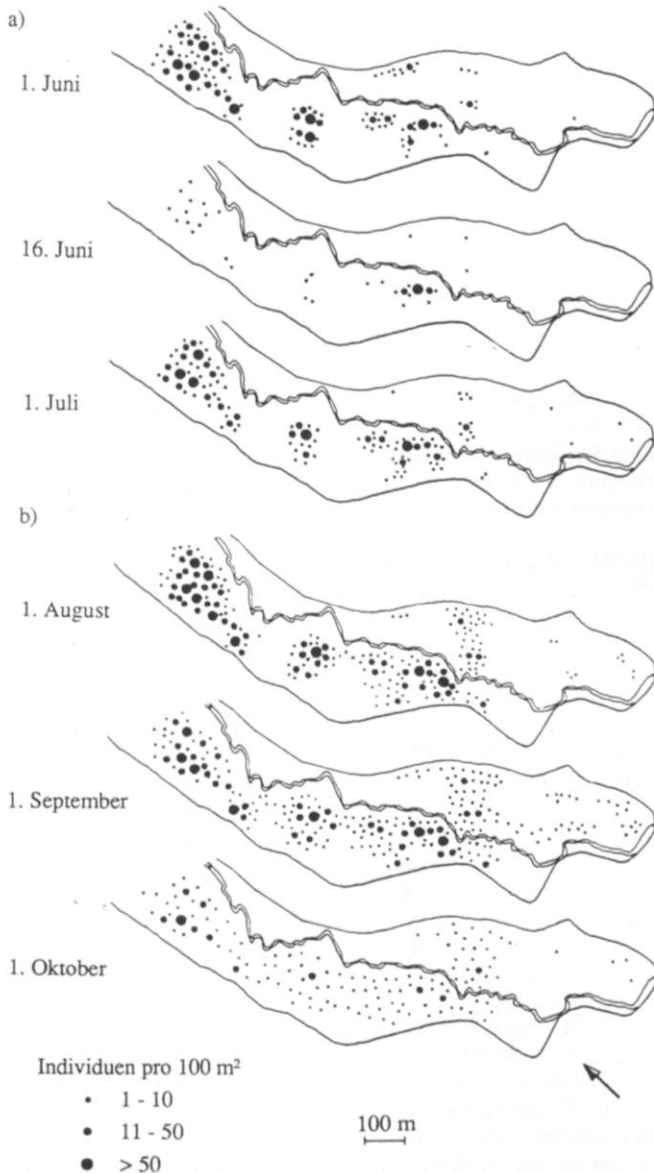 a)
1. Juni
16. Juni
1. Juli
b)
1. August
1. September
1. Oktober
Individuen pro 100 m²
1 - 10
11 - 50
> 50
100 m